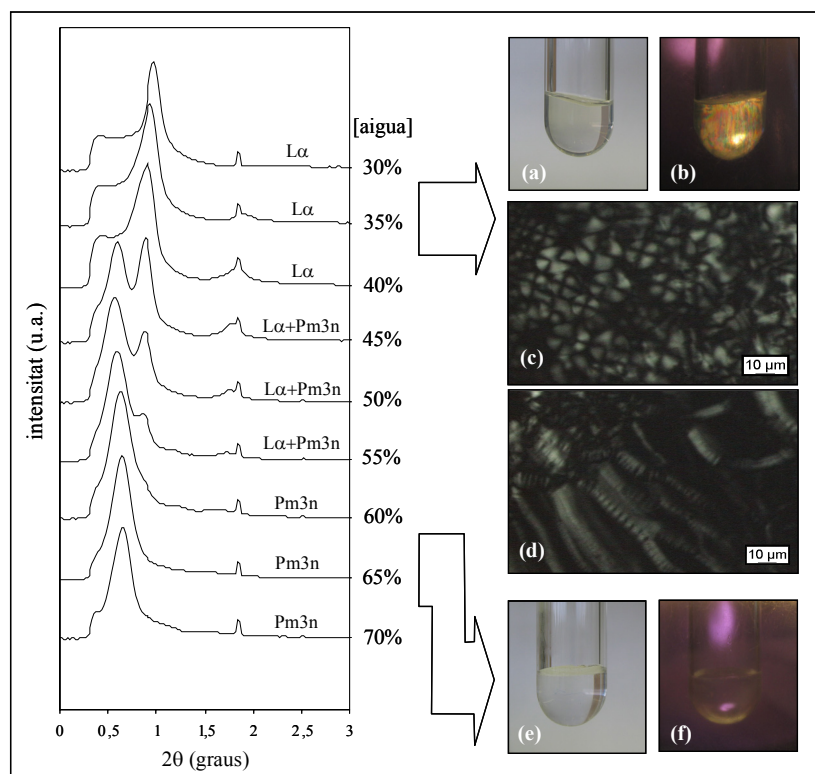 [aigua]
Lα
30%
Lα
35%
Lα
40%
Lα+Pm3n
45%
Lα+Pm3n
50%
Lα+Pm3n
55%
Pm3n
60%
Pm3n
65%
Pm3n
70%
intensitat (u.a.)
0 0,5 1 1,5 2 2,5 3
2θ (graus)
(a) (b)
(c) 10 µm
(d) 10 µm
(e) (f)